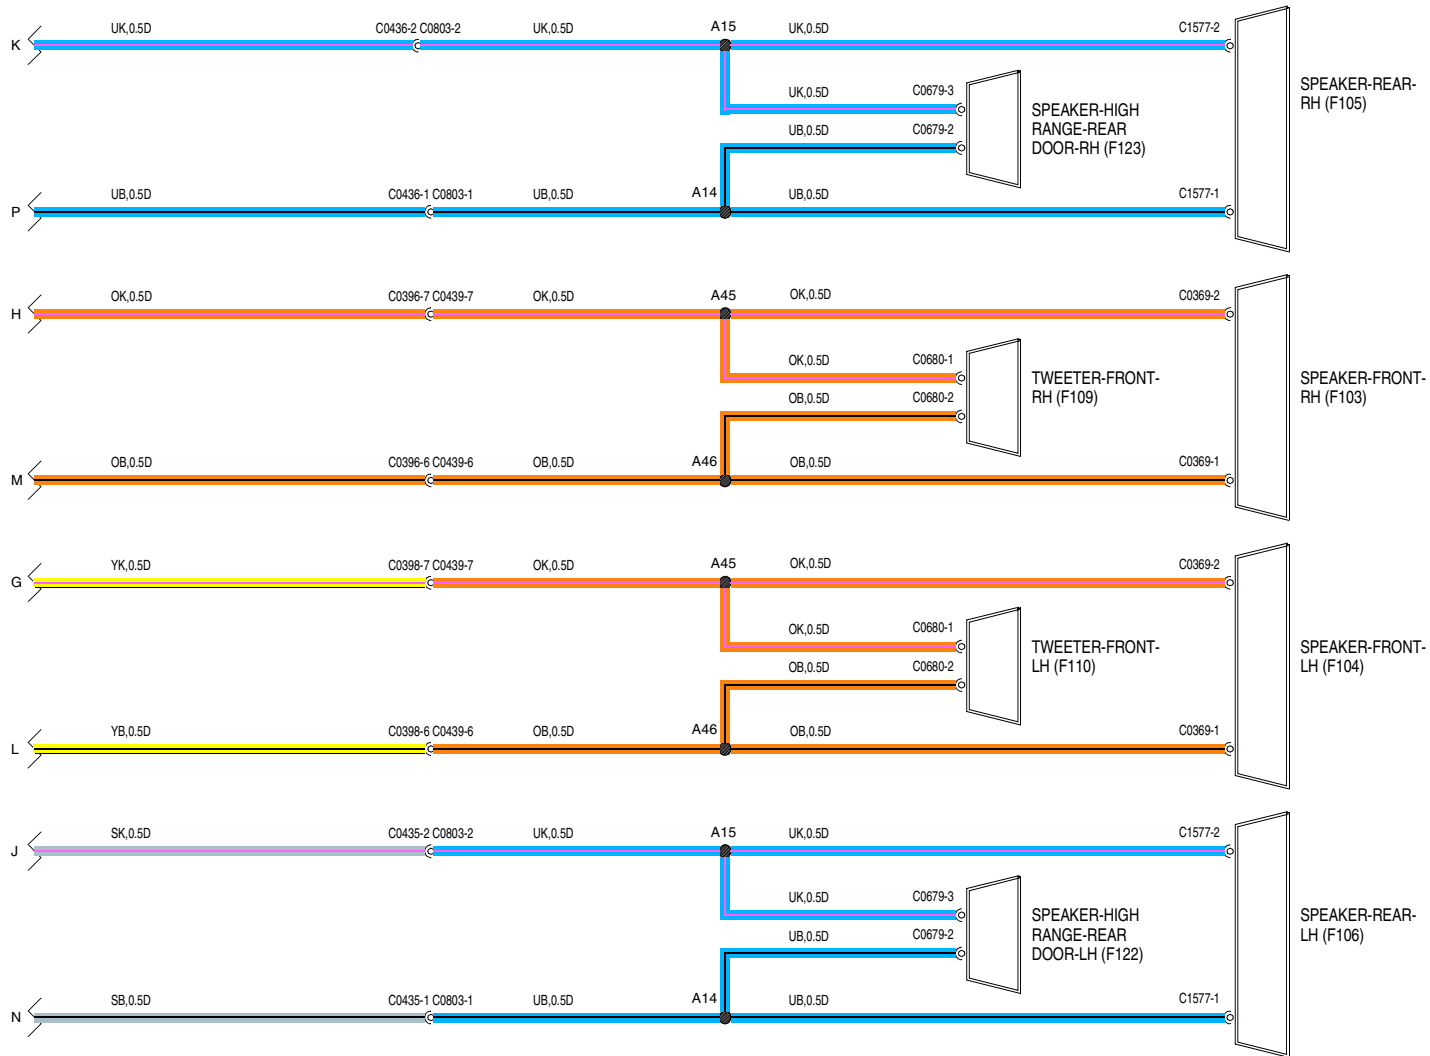 K
UK,0.5D
C0436-2 C0803-2
UK,0.5D
A15
UK,0.5D
C1577-2
UK,0.5D
C0679-3
UB,0.5D
C0679-2
SPEAKER-HIGH
RANGE-REAR
DOOR-RH (F123)
SPEAKER-REAR-
RH (F105)
P
UB,0.5D
C0436-1 C0803-1
UB,0.5D
A14
UB,0.5D
C1577-1
H
OK,0.5D
C0396-7 C0439-7
OK,0.5D
A45
OK,0.5D
C0369-2
OK,0.5D
C0680-1
OB,0.5D
C0680-2
TWEETER-FRONT-
RH (F109)
SPEAKER-FRONT-
RH (F103)
M
OB,0.5D
C0396-6 C0439-6
OB,0.5D
A46
OB,0.5D
C0369-1
G
YK,0.5D
C0398-7 C0439-7
OK,0.5D
A45
OK,0.5D
C0369-2
OK,0.5D
C0680-1
OB,0.5D
C0680-2
TWEETER-FRONT-
LH (F110)
SPEAKER-FRONT-
LH (F104)
L
YB,0.5D
C0398-6 C0439-6
OB,0.5D
A46
OB,0.5D
C0369-1
J
SK,0.5D
C0435-2 C0803-2
UK,0.5D
A15
UK,0.5D
C1577-2
UK,0.5D
C0679-3
UB,0.5D
C0679-2
SPEAKER-HIGH
RANGE-REAR
DOOR-LH (F122)
SPEAKER-REAR-
LH (F106)
N
SB,0.5D
C0435-1 C0803-1
UB,0.5D
A14
UB,0.5D
C1577-1